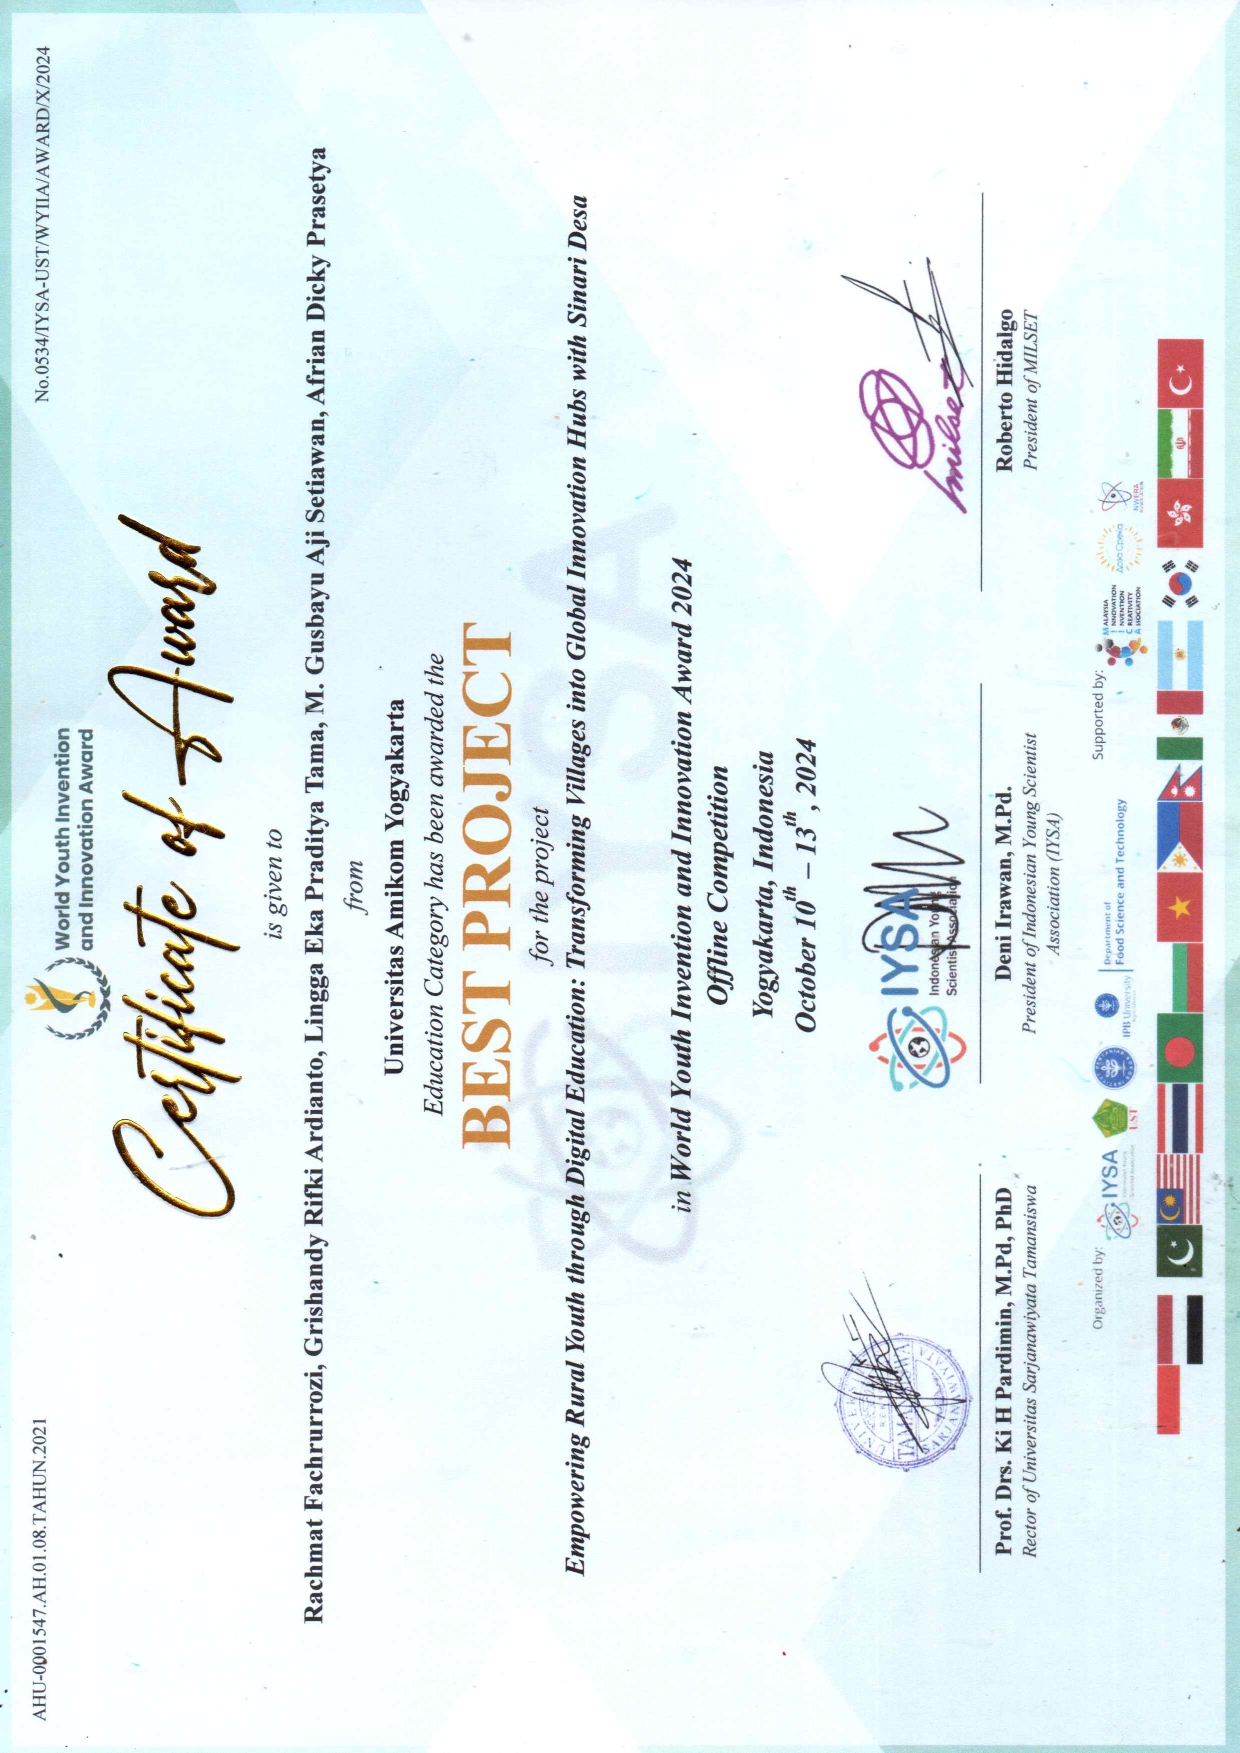 AHU-0001547.AH.01.08.TAHUN.2021
No.0534/IYSA-UST/WYIIA/AWARD/X/2024
World Youth Invention
and Innovation Award
Certificate of Award
is given to
Rachmat Fachrurrozi, Grishandy Rifki Ardianto, Lingga Eka Praditya Tama, M. Gusbayu Aji Setiawan, Afrian Dicky Prasetya
from
Universitas Amikom Yogyakarta
Education Category has been awarded the
BEST PROJECT
for the project
Empowering Rural Youth through Digital Education: Transforming Villages into Global Innovation Hubs with Sinari Desa
IYSA
in World Youth Invention and Innovation Award 2024
Offline Competition
Yogyakarta, Indonesia
October 10th – 13th, 2024
TAMANSISWA
SARJANAWIYATA
IYSA
Indonesian Young
Scientist Association
milset
Prof. Drs. Ki H Pardimin, M.Pd, PhD
Rector of Universitas Sarjanawiyata Tamansiswa
Deni Irawan, M.Pd.
President of Indonesian Young Scientist
Association (IYSA)
Roberto Hidalgo
President of MILSET
Organized by:
IYSA
UST
IPB University
Department of
Food Science and Technology
Supported by:
MALAYSIA
INNOVATION
INVENTION
CREATIVITY
ASSOCIATION